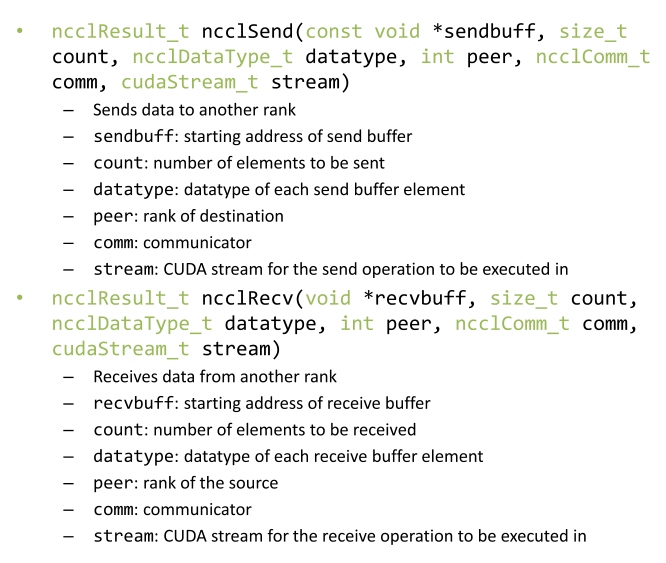 • ncclResult_t ncclSend(const void *sendbuff, size_t
count, ncclDataType_t datatype, int peer, ncclComm_t
comm, cudaStream_t stream)
– Sends data to another rank
– sendbuff: starting address of send buffer
– count: number of elements to be sent
– datatype: datatype of each send buffer element
– peer: rank of destination
– comm: communicator
– stream: CUDA stream for the send operation to be executed in
• ncclResult_t ncclRecv(void *recvbuff, size_t count,
ncclDataType_t datatype, int peer, ncclComm_t comm,
cudaStream_t stream)
– Receives data from another rank
– recvbuff: starting address of receive buffer
– count: number of elements to be received
– datatype: datatype of each receive buffer element
– peer: rank of the source
– comm: communicator
– stream: CUDA stream for the receive operation to be executed in